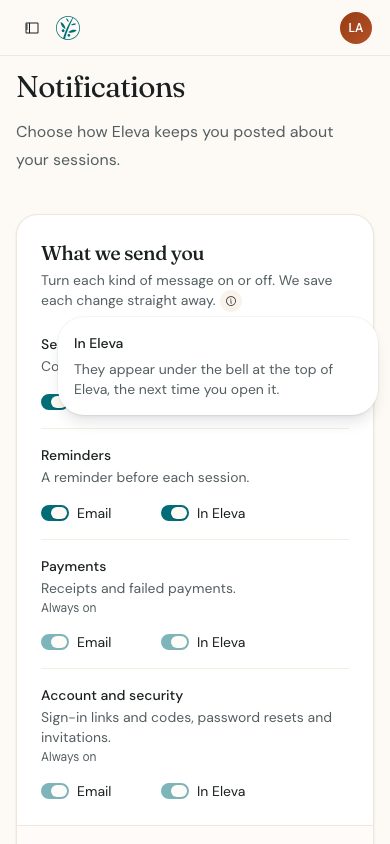 LA
Notifications
Choose how Eleva keeps you posted about
your sessions.
What we send you
Turn each kind of message on or off. We save
each change straight away.
In Eleva
They appear under the bell at the top of
Eleva, the next time you open it.
Reminders
A reminder before each session.
Email In Eleva
Payments
Receipts and failed payments.
Always on
Email In Eleva
Account and security
Sign-in links and codes, password resets and
invitations.
Always on
Email In Eleva